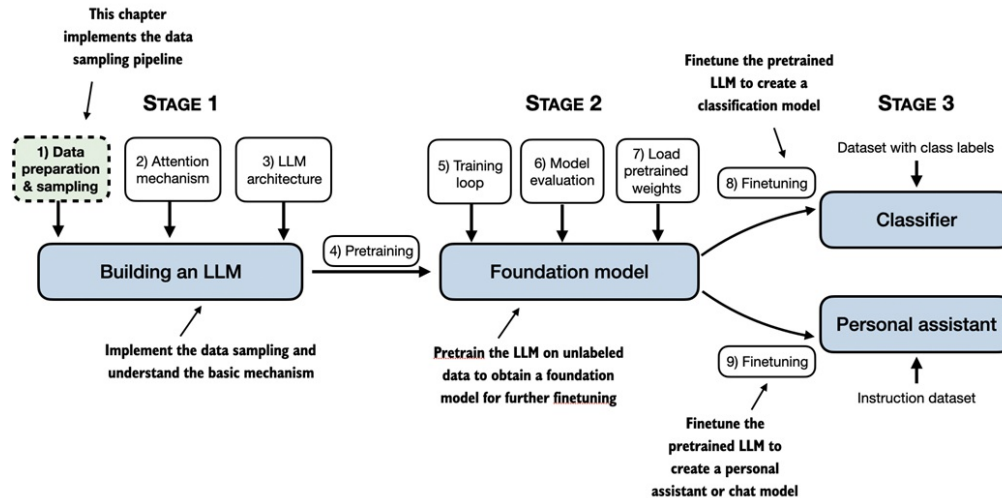 This chapter
implements the data
sampling pipeline
STAGE 1
1) Data
preparation
& sampling
2) Attention
mechanism
3) LLM
architecture
Building an LLM
Implement the data sampling and
understand the basic mechanism
4) Pretraining
STAGE 2
5) Training
loop
6) Model
evaluation
7) Load
pretrained
weights
Foundation model
Pretrain the LLM on unlabeled
data to obtain a foundation
model for further finetuning
Finetune the pretrained
LLM to create a
classification model
STAGE 3
8) Finetuning
Dataset with class labels
Classifier
Personal assistant
9) Finetuning
Instruction dataset
Finetune the
pretrained LLM to
create a personal
assistant or chat model